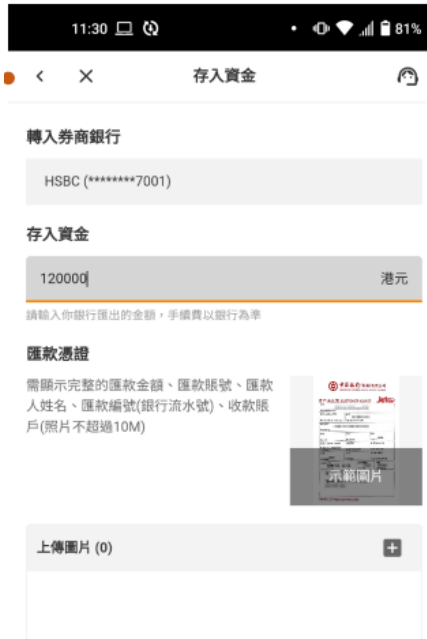 11:30
81%
存入資金
轉入券商銀行
HSBC (********7001)
存入資金
120000
港元
請輸入你銀行匯出的金額，手續費以銀行為準
匯款憑證
需顯示完整的匯款金額、匯款賬號、匯款
人姓名、匯款編號(銀行流水號)、收款賬
戶(照片不超過10M)
Jetco
示範圖片
上傳圖片 (0)